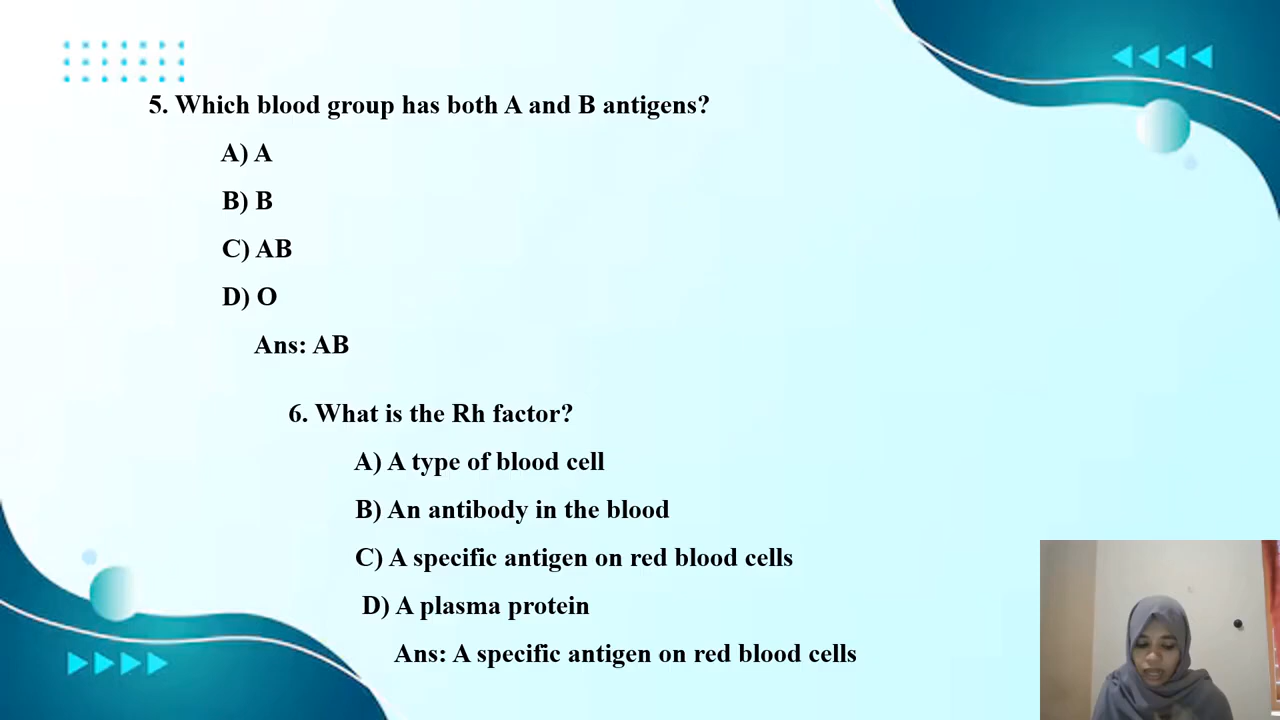 5. Which blood group has both A and B antigens?
A) A
B) B
C) AB
D) O
Ans: AB
6. What is the Rh factor?
A) A type of blood cell
B) An antibody in the blood
C) A specific antigen on red blood cells
D) A plasma protein
Ans: A specific antigen on red blood cells